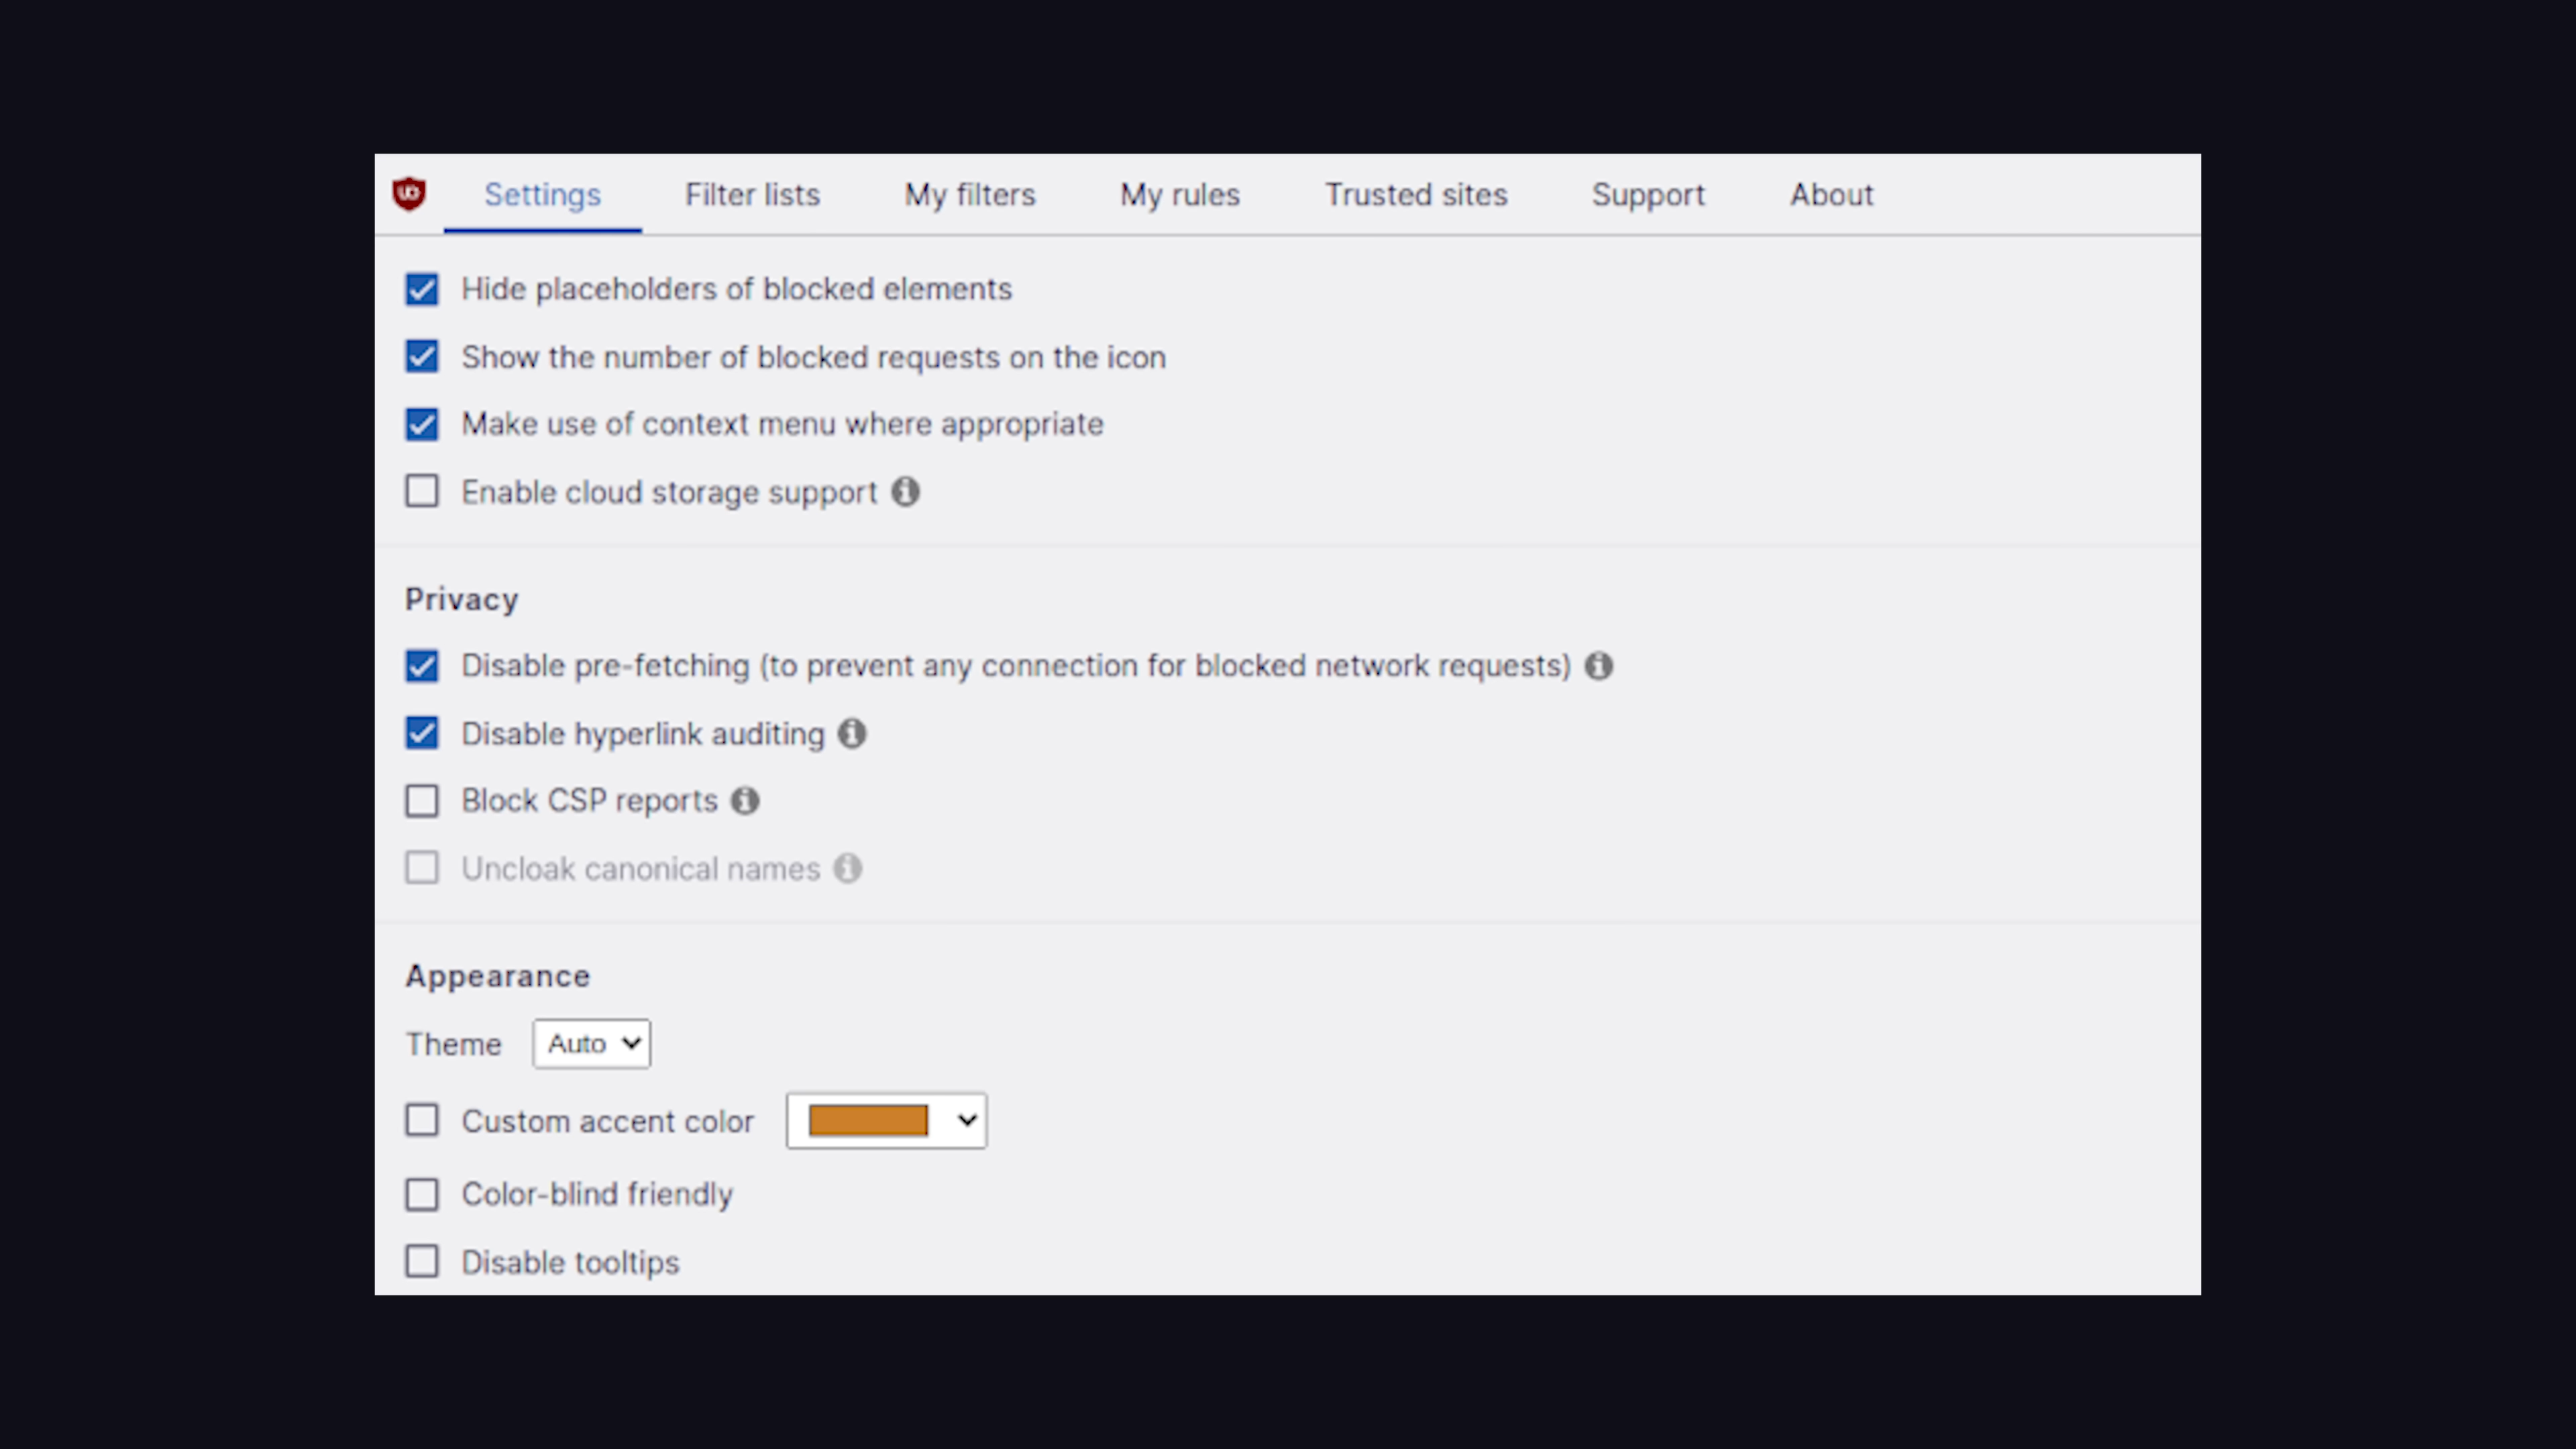 Settings Filter lists My filters My rules Trusted sites Support About
Hide placeholders of blocked elements
Show the number of blocked requests on the icon
Make use of context menu where appropriate
Enable cloud storage support
Privacy
Disable pre-fetching (to prevent any connection for blocked network requests)
Disable hyperlink auditing
Block CSP reports
Uncloak canonical names
Appearance
Theme Auto
Custom accent color
Color-blind friendly
Disable tooltips